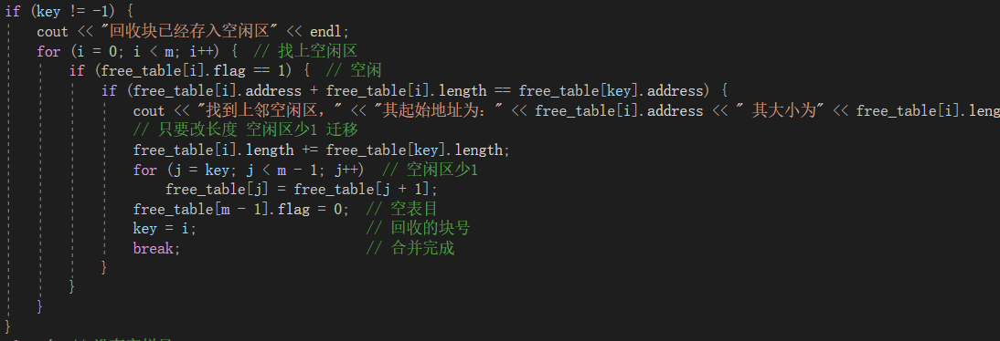 if (key != -1) {
cout << "回收块已经存入空闲区" << endl;
for (i = 0; i < m; i++) { // 找上空闲区
if (free_table[i].flag == 1) { // 空闲
if (free_table[i].address + free_table[i].length == free_table[key].address) {
cout << "找到上邻空闲区，" << "其起始地址为：" << free_table[i].address << " 其大小为" << free_table[i].leng
// 只要改长度 空闲区少1 迁移
free_table[i].length += free_table[key].length;
for (j = key; j < m - 1; j++) // 空闲区少1
free_table[j] = free_table[j + 1];
free_table[m - 1].flag = 0; // 空表目
key = i; // 回收的块号
break; // 合并完成
}
}
}
}